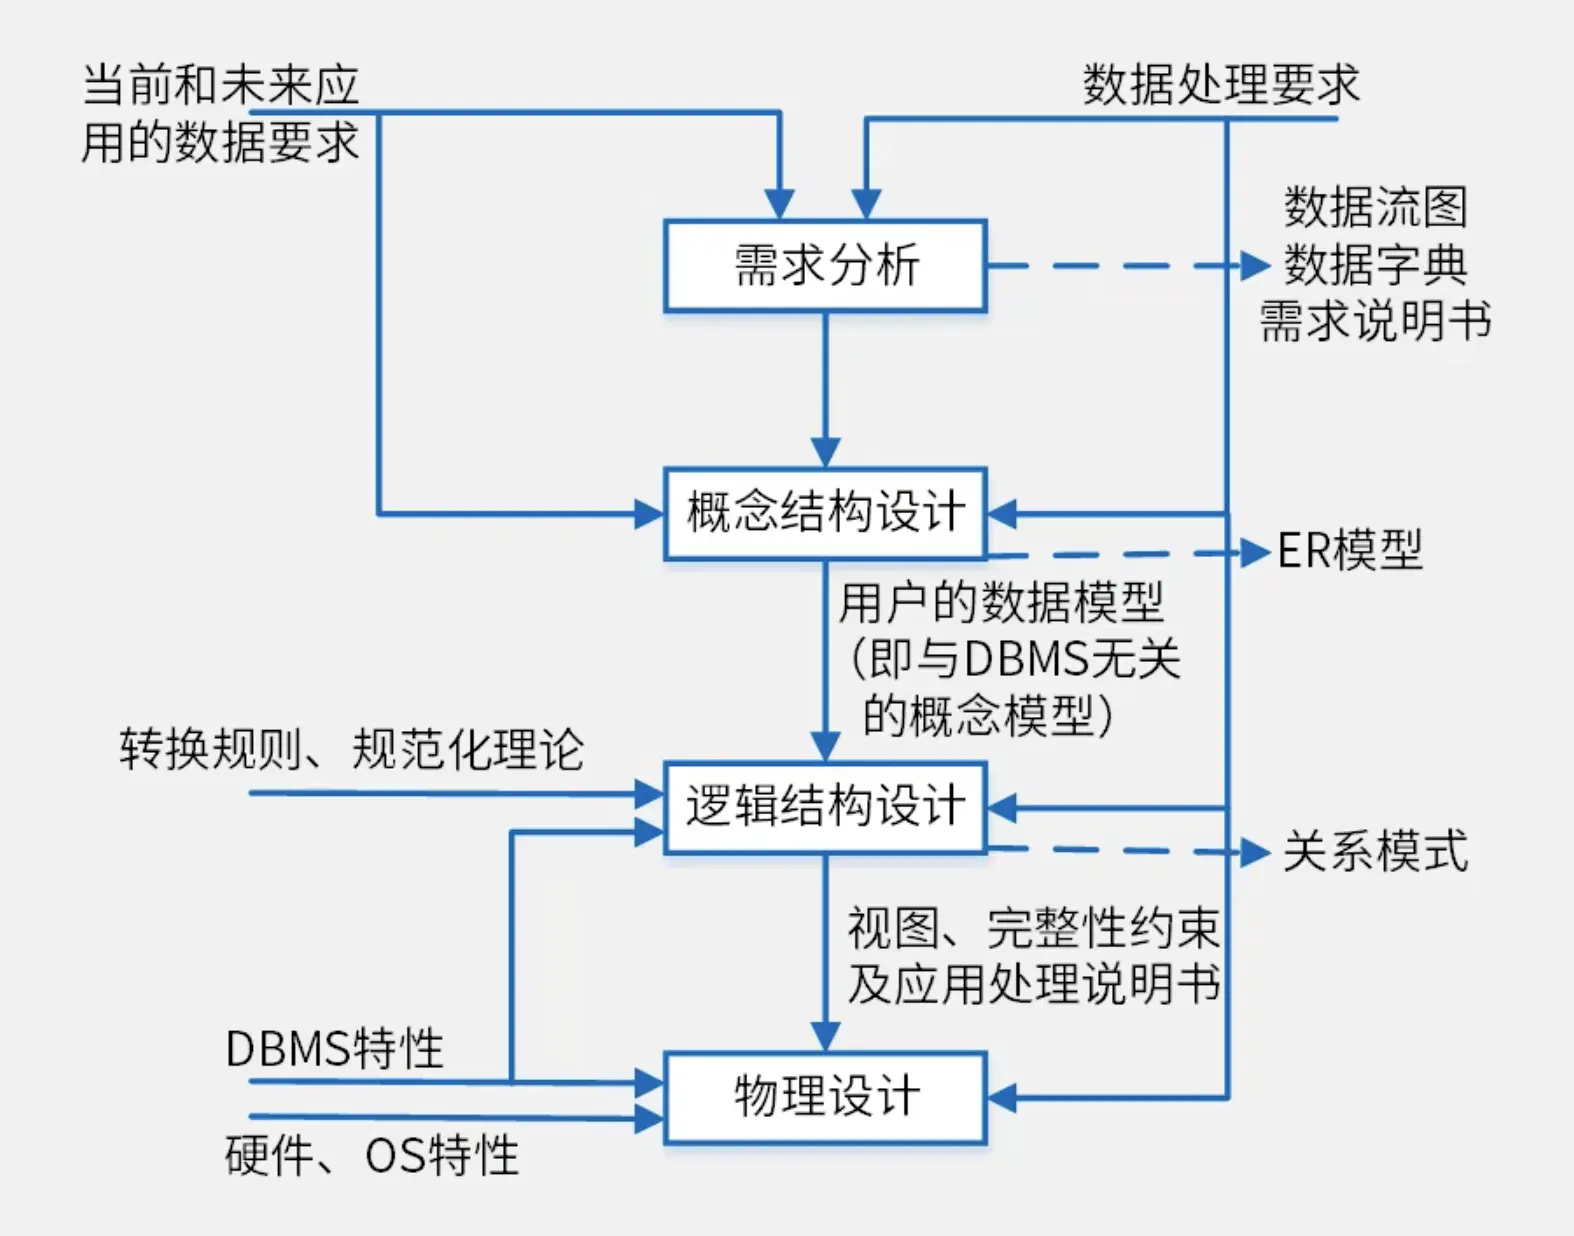 当前和未来应
用的数据要求
数据处理要求
数据流图
数据字典
需求说明书
需求分析
概念结构设计
ER模型
用户的数据模型
（即与DBMS无关
的概念模型）
转换规则、规范化理论
逻辑结构设计
关系模式
视图、完整性约束
及应用处理说明书
DBMS特性
物理设计
硬件、OS特性